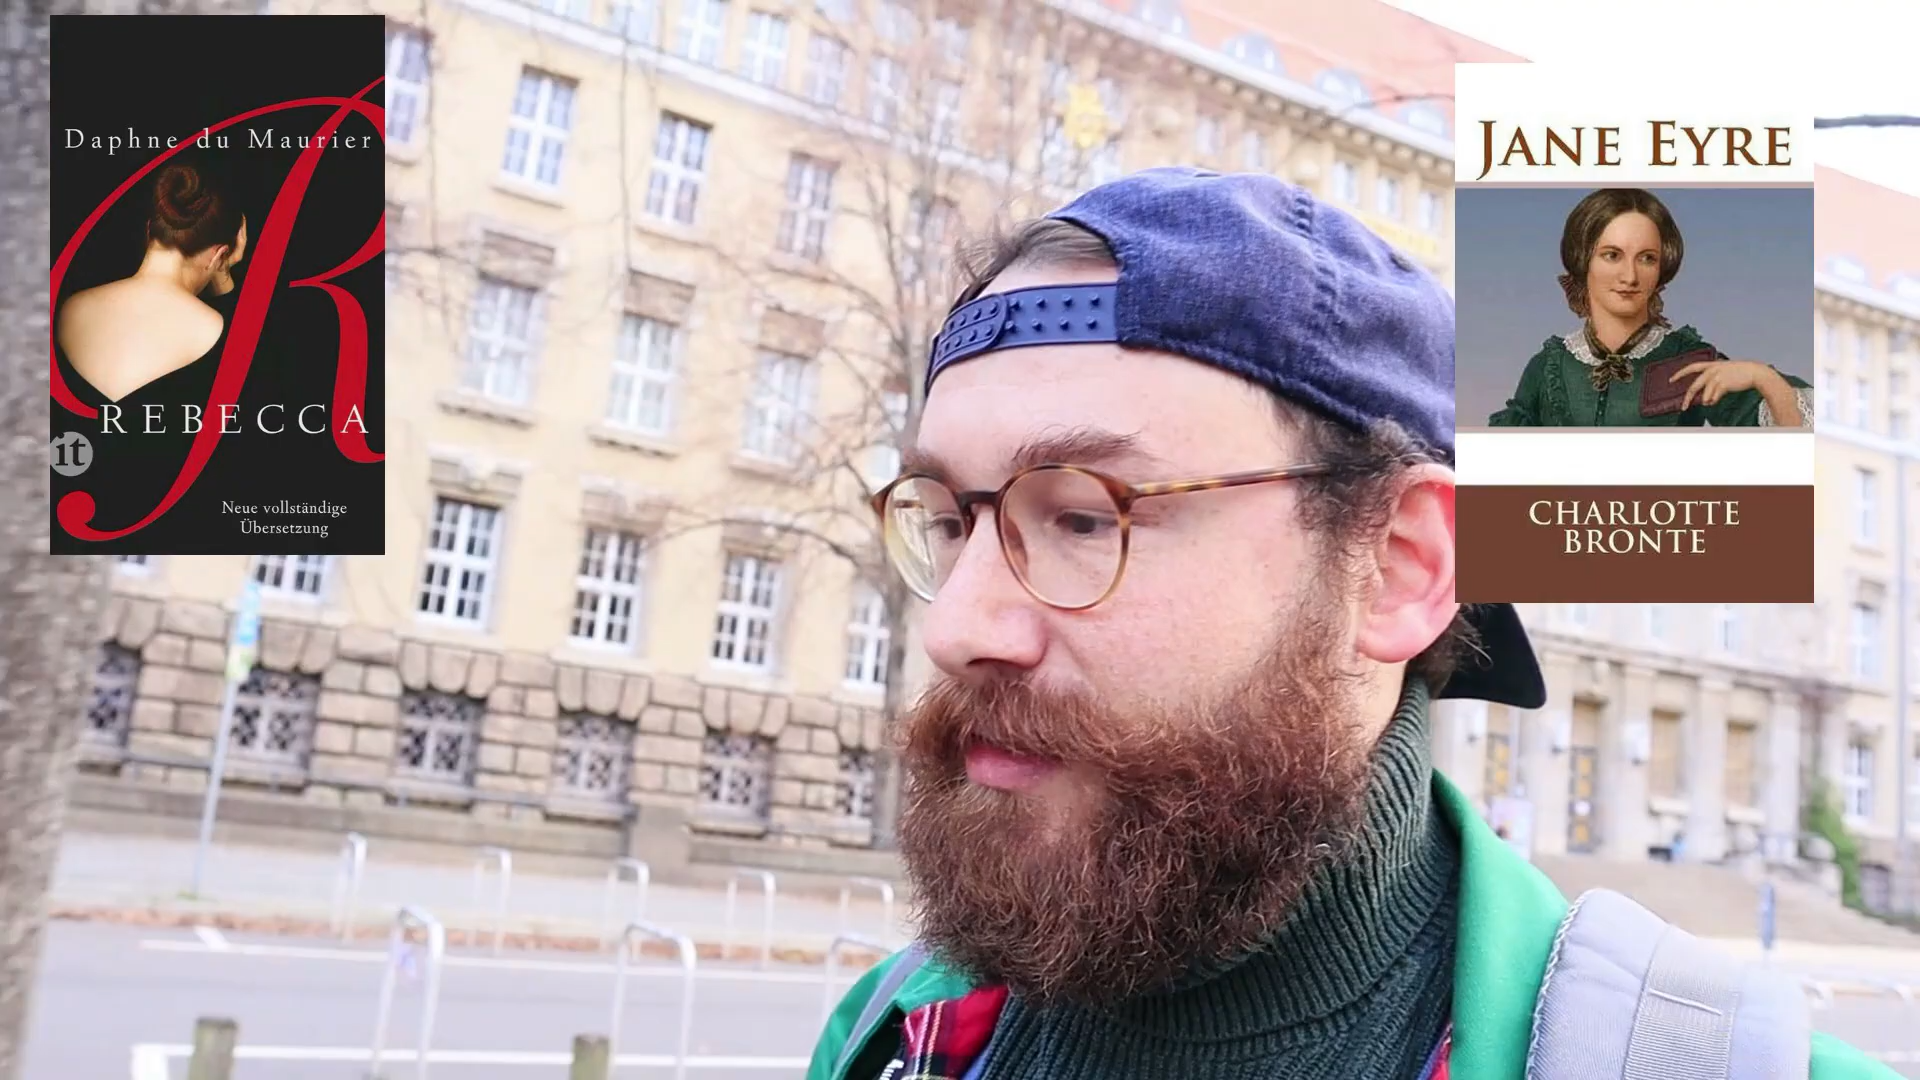 Daphne du Maurier
REBECCA
it
Neue vollständige
Übersetzung
JANE EYRE
CHARLOTTE
BRONTE